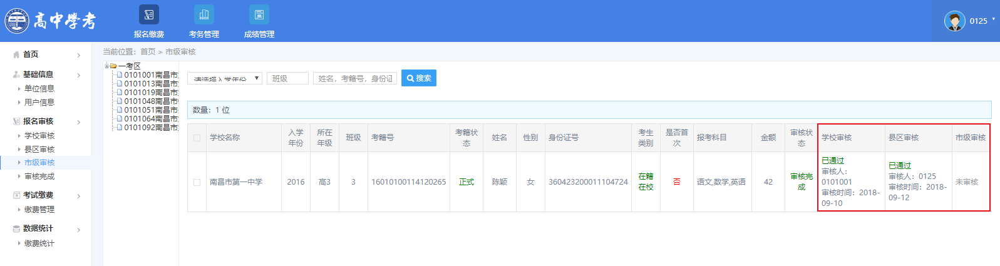 高中學考
报名缴费
考务管理
成绩管理
0125
首页
基础信息
单位信息
用户信息
报名审核
学校审核
县区审核
市级审核
审核完成
考试缴费
缴费管理
数据统计
缴费统计
当前位置：首页 > 市级审核
一考区
0101001南昌市
0101013南昌市
0101019南昌市
0101048南昌市
0101051南昌市
0101064南昌市
0101092南昌市
请选择入学年份
班级
姓名，考籍号，身份证
搜索
数量：1 位
学校名称
入学
年份
所在
年级
班级
考籍号
考籍状
态
姓名
性别
身份证号
考生
类别
是否首
次
报考科目
金额
审核状
态
学校审核
县区审核
市级审核
南昌市第一中学
2016
高3
3
16010100114120265
正式
陈颖
女
360423200011104724
在籍
在校
否
语文,数学,英语
42
审核完
成
已通过
审核人：
0101001
审核时间：2018-
09-10
已通过
审核人：0125
审核时间：2018-
09-12
未审核